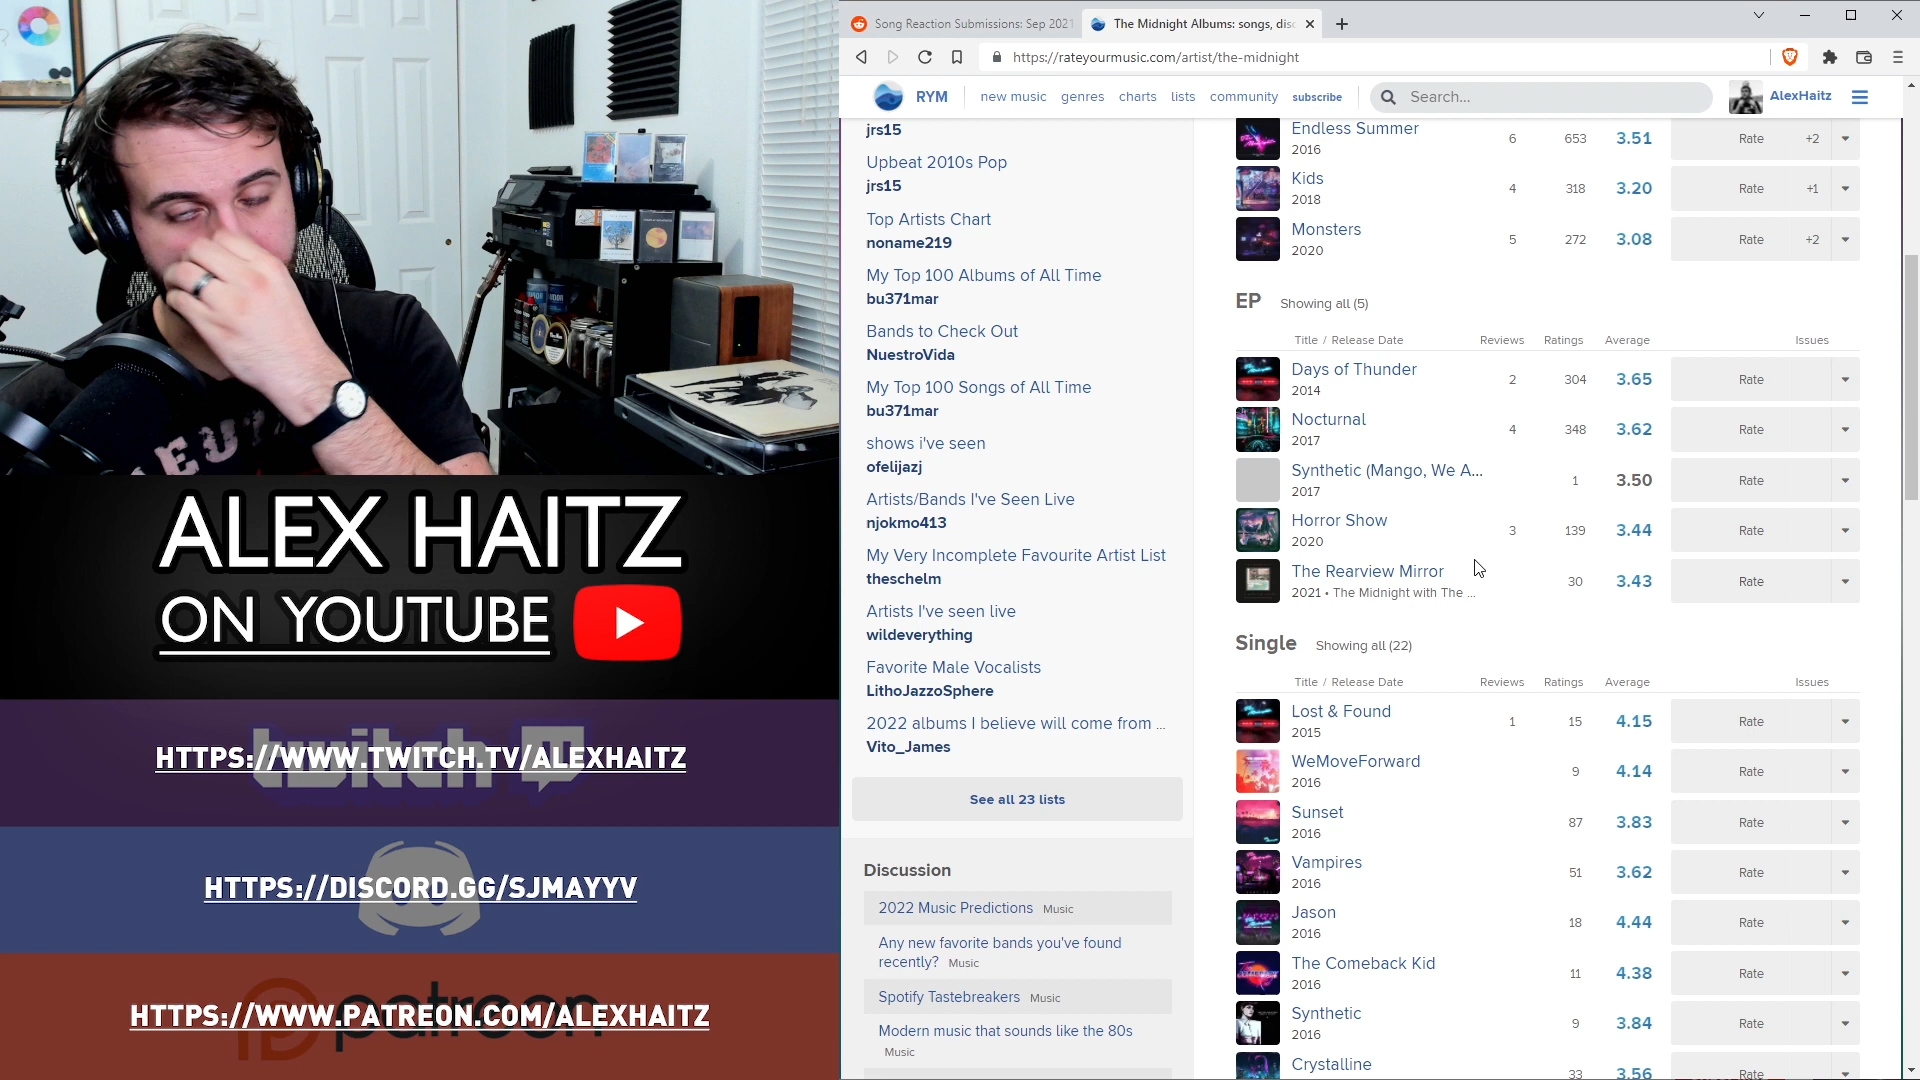 ALEX HAITZ
ON YOUTUBE
twitch
HTTPS://WWW.TWITCH.TV/ALEXHAITZ
HTTPS://DISCORD.GG/SJMAYYV
patreon
HTTPS://WWW.PATREON.COM/ALEXHAITZ
Song Reaction Submissions: Sep 2021
The Midnight Albums: songs, disc
https://rateyourmusic.com/artist/the-midnight
RYM new music genres charts lists community subscribe Search... AlexHaitz
jrs15
Upbeat 2010s Pop
jrs15
Top Artists Chart
noname219
My Top 100 Albums of All Time
bu371mar
Bands to Check Out
NuestroVida
My Top 100 Songs of All Time
bu371mar
shows i've seen
ofelijazj
Artists/Bands I've Seen Live
njokmo413
My Very Incomplete Favourite Artist List
theschelm
Artists I've seen live
wildeverything
Favorite Male Vocalists
LithoJazzoSphere
2022 albums I believe will come from ...
Vito_James
See all 23 lists
Discussion
2022 Music Predictions Music
Any new favorite bands you've found
recently? Music
Spotify Tastebreakers Music
Modern music that sounds like the 80s
Music
Endless Summer 6 653 3.51 Rate +2
2016
Kids 4 318 3.20 Rate +1
2018
Monsters 5 272 3.08 Rate +2
2020
EP Showing all (5)
Title / Release Date Reviews Ratings Average Issues
Days of Thunder 2 304 3.65 Rate
2014
Nocturnal 4 348 3.62 Rate
2017
Synthetic (Mango, We A... 1 3.50 Rate
2017
Horror Show 3 139 3.44 Rate
2020
The Rearview Mirror 30 3.43 Rate
2021 • The Midnight with The ...
Single Showing all (22)
Title / Release Date Reviews Ratings Average Issues
Lost & Found 1 15 4.15 Rate
2015
WeMoveForward 9 4.14 Rate
2016
Sunset 87 3.83 Rate
2016
Vampires 51 3.62 Rate
2016
Jason 18 4.44 Rate
2016
The Comeback Kid 11 4.38 Rate
2016
Synthetic 9 3.84 Rate
2016
Crystalline 33 3.56 Rate